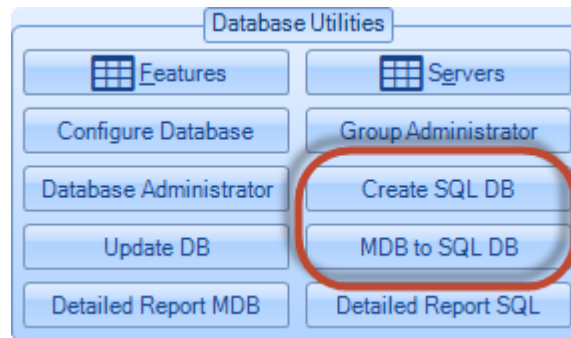 Database Utilities
Features Servers
Configure Database Group Administrator
Database Administrator Create SQL DB
Update DB MDB to SQL DB
Detailed Report MDB Detailed Report SQL